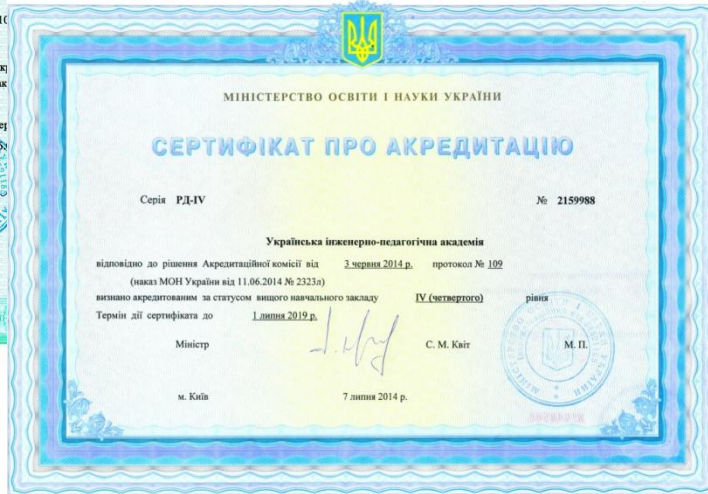 МІНІСТЕРСТВО ОСВІТИ І НАУКИ УКРАЇНИ
СЕРТИФІКАТ ПРО АКРЕДИТАЦІЮ
Серія РД-IV № 2159988
Українська інженерно-педагогічна академія
відповідно до рішення Акредитаційної комісії від 3 червня 2014 р. протокол № 109
(наказ МОН України від 11.06.2014 № 2323л)
визнано акредитованим за статусом вищого навчального закладу IV (четвертого) рівня
Термін дії сертифіката до 1 липня 2019 р.
Міністр С. М. Квіт М. П.
м. Київ 7 липня 2014 р.